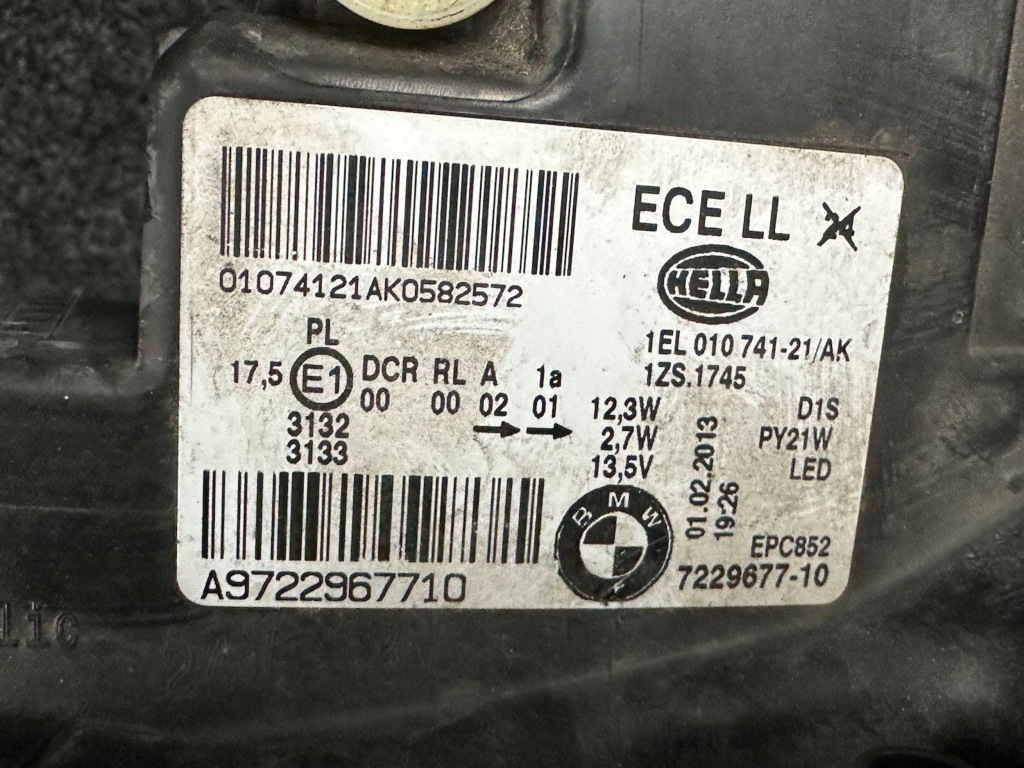 ECE LL 24
HELLA
01074121AK0582572
1EL 010 741-21/AK
1ZS.1745
PL
17,5 E1 DCR RL A 1a
00 00 02 01
3132
3133
12,3W D1S
2,7W PY21W
13,5V LED
01.02.2013
19:26
BMW
EPC852
7229677-10
A9722967710
lic